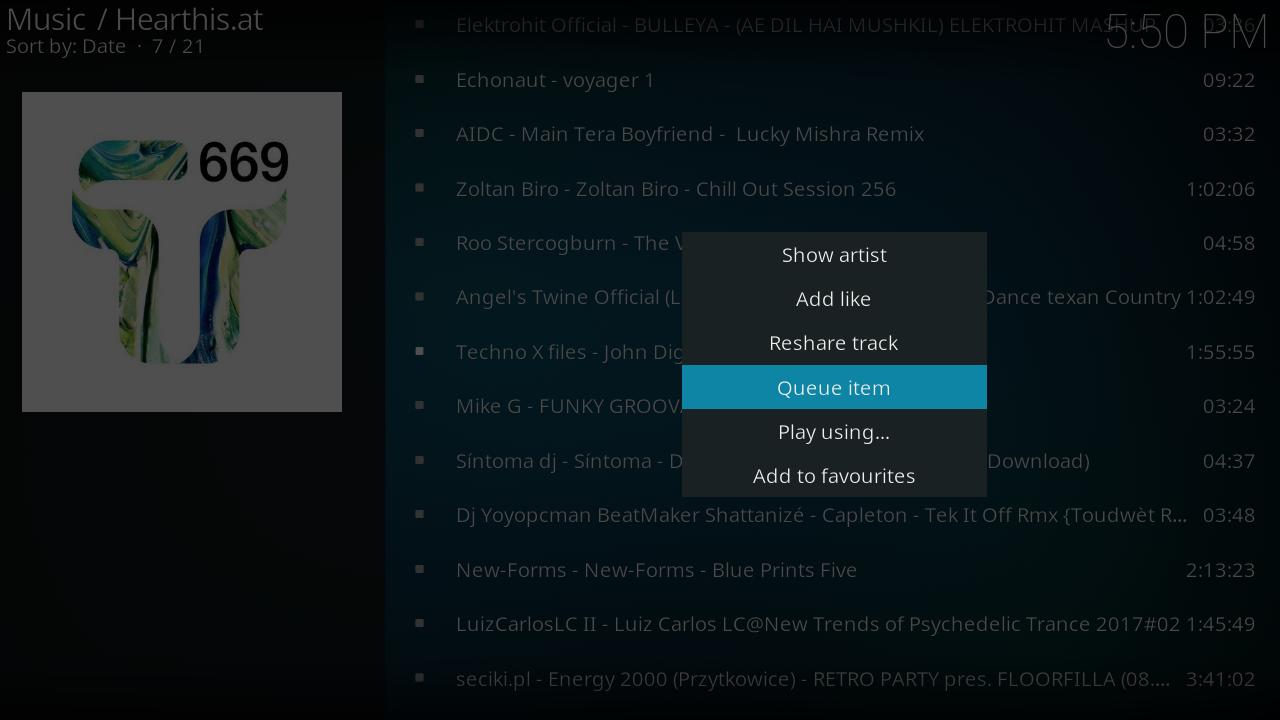 Music / Hearthis.at
Sort by: Date · 7 / 21
5:50 PM
669
Elektrohit Official - BULLEYA - (AE DIL HAI MUSHKIL) ELEKTROHIT MASHUP
Echonaut - voyager 1 09:22
AIDC - Main Tera Boyfriend - Lucky Mishra Remix 03:32
Zoltan Biro - Zoltan Biro - Chill Out Session 256 1:02:06
Roo Stercogburn - The V 04:58
Angel's Twine Official (L Dance texan Country 1:02:49
Techno X files - John Dig 1:55:55
Mike G - FUNKY GROOV 03:24
Síntoma dj - Síntoma - D Download) 04:37
Dj Yoyopcman BeatMaker Shattanizé - Capleton - Tek It Off Rmx {Toudwèt R... 03:48
New-Forms - New-Forms - Blue Prints Five 2:13:23
LuizCarlosLC II - Luiz Carlos LC@New Trends of Psychedelic Trance 2017#02 1:45:49
seciki.pl - Energy 2000 (Przytkowice) - RETRO PARTY pres. FLOORFILLA (08.... 3:41:02
Show artist
Add like
Reshare track
Queue item
Play using...
Add to favourites